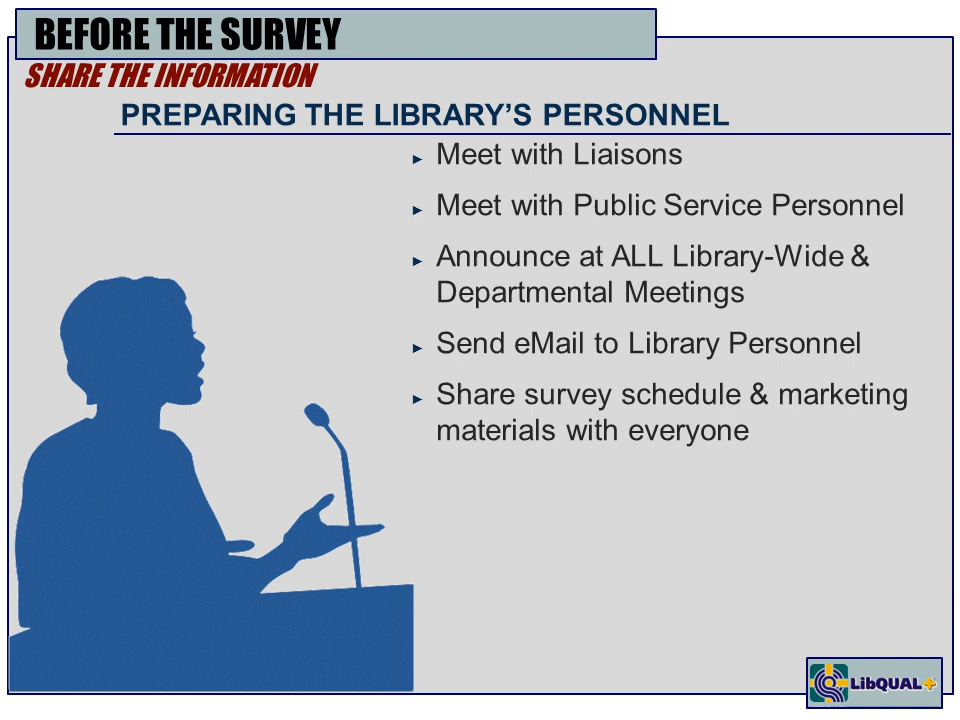 BEFORE THE SURVEY
SHARE THE INFORMATION
PREPARING THE LIBRARY’S PERSONNEL
► Meet with Liaisons
► Meet with Public Service Personnel
► Announce at ALL Library-Wide &
Departmental Meetings
► Send eMail to Library Personnel
► Share survey schedule & marketing
materials with everyone
LibQUAL+